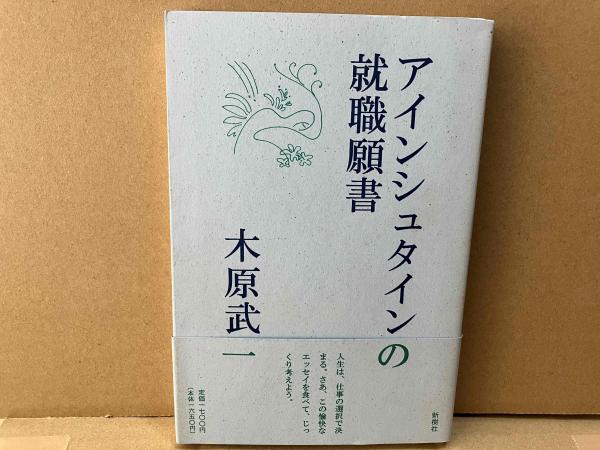 アインシュタインの
就職願書
木原武一
人生は、仕事の選択で決
まる。さあ、この愉快な
エッセイを食べて、じっ
くり考えよう。
新樹社
定価一七〇〇円
(本体一六五〇円)